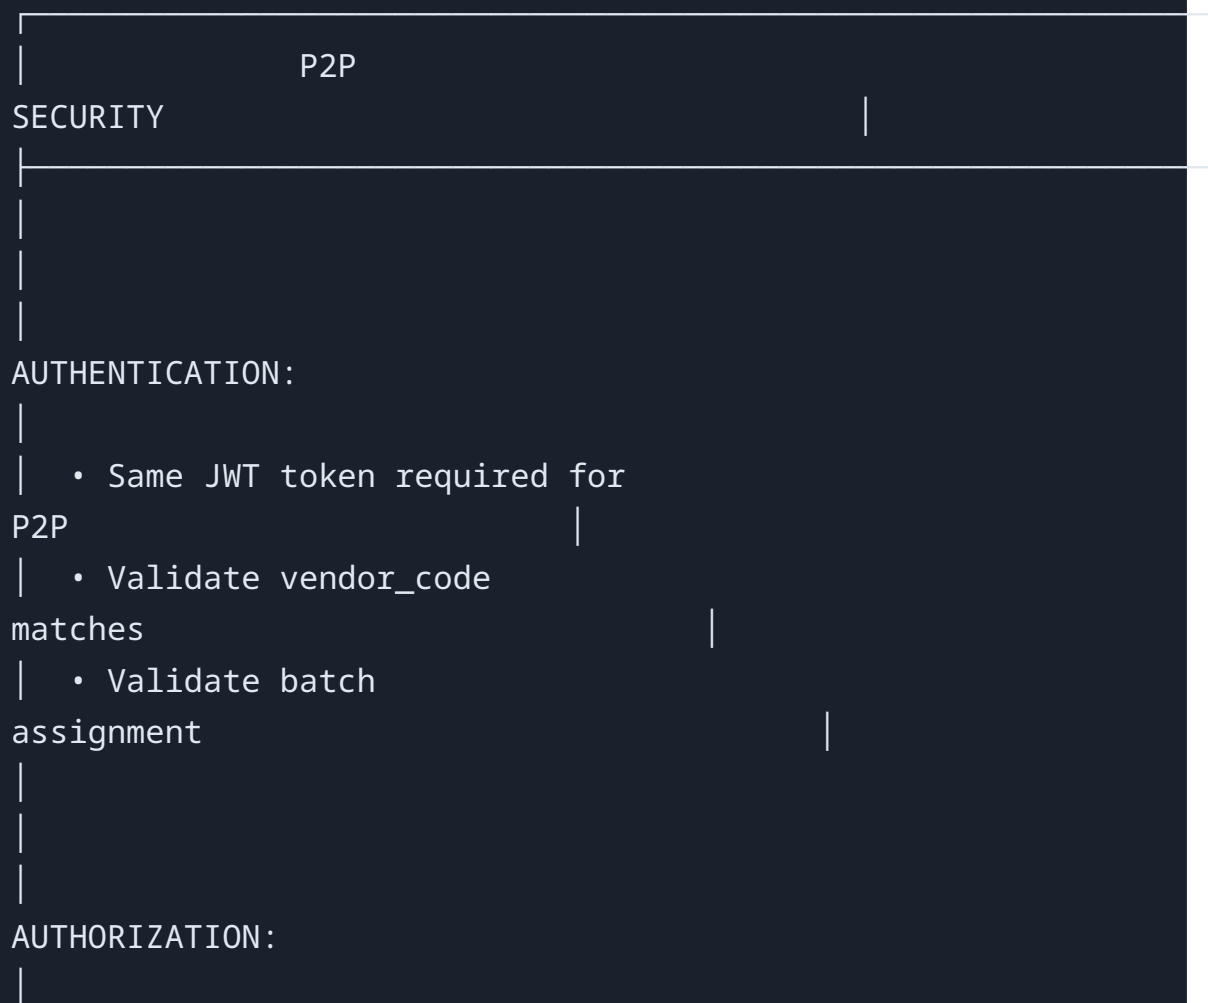 P2P
SECURITY
AUTHENTICATION:
• Same JWT token required for
P2P
• Validate vendor_code
matches
• Validate batch
assignment
AUTHORIZATION: